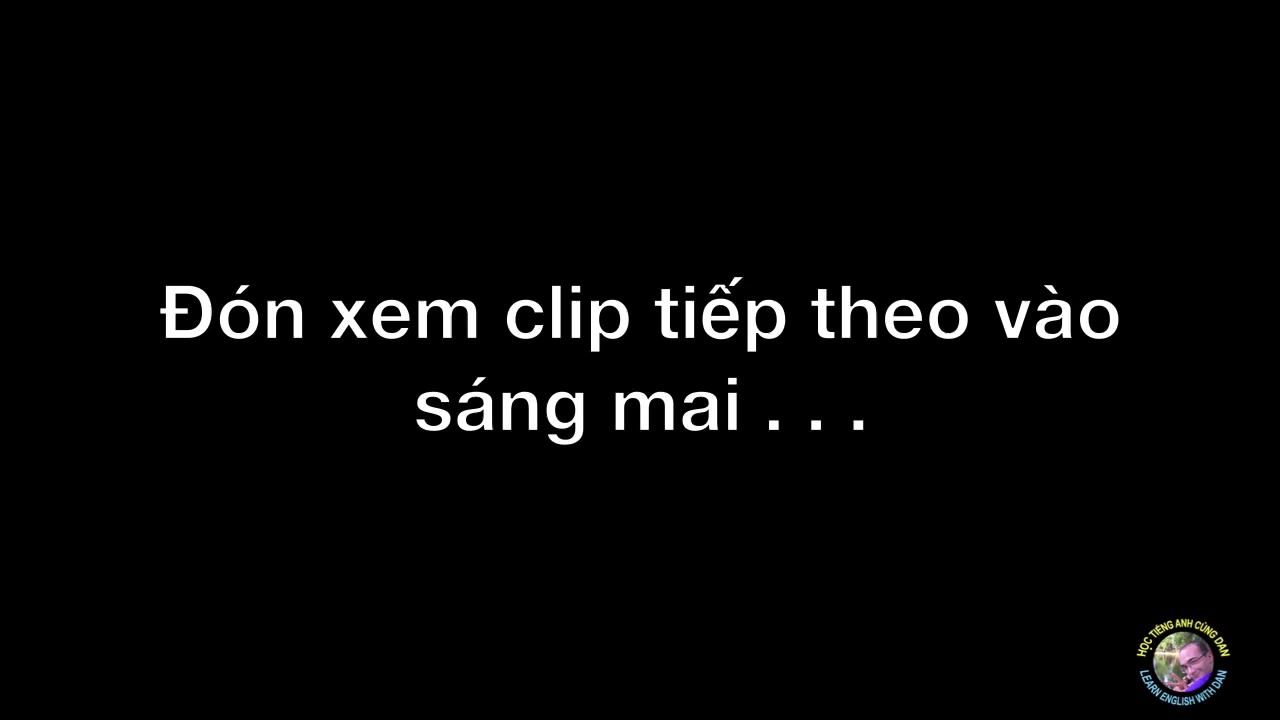 Đón xem clip tiếp theo vào
sáng mai . . .
HỌC TIẾNG ANH CÙNG DAN
LEARN ENGLISH WITH DAN